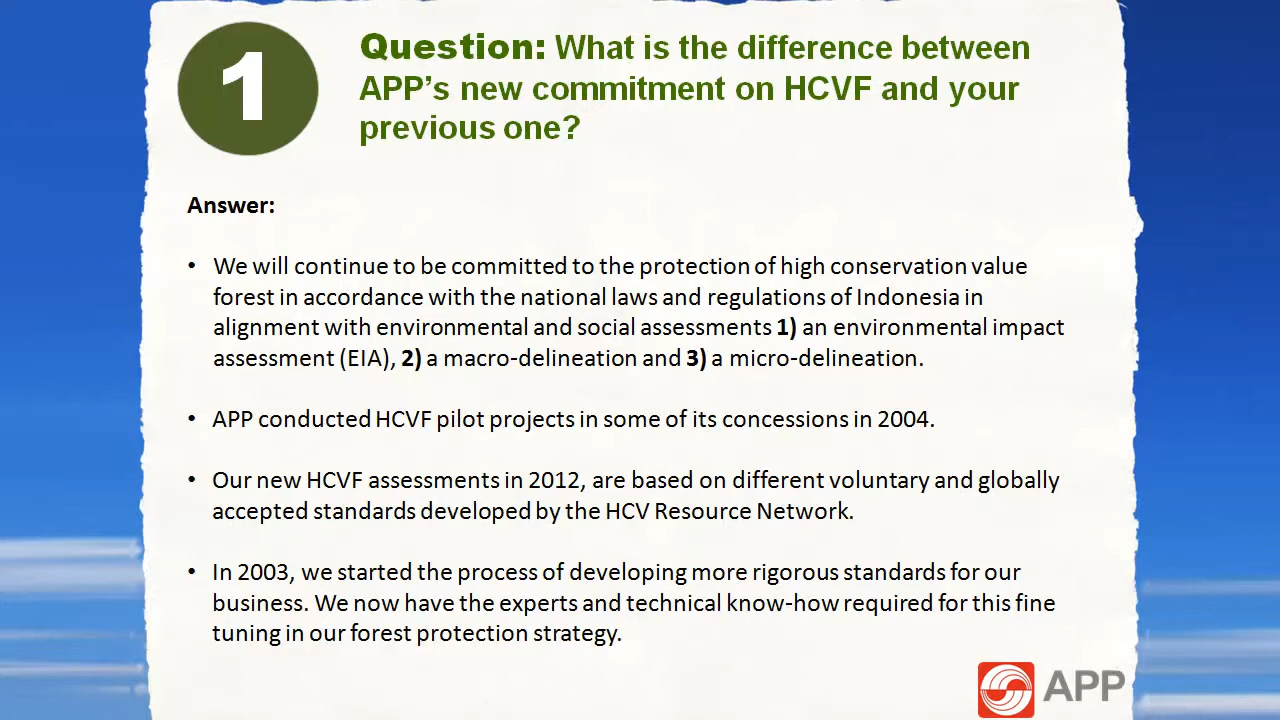 1
Question: What is the difference between
APP’s new commitment on HCVF and your
previous one?
Answer:
• We will continue to be committed to the protection of high conservation value
forest in accordance with the national laws and regulations of Indonesia in
alignment with environmental and social assessments 1) an environmental impact
assessment (EIA), 2) a macro-delineation and 3) a micro-delineation.
• APP conducted HCVF pilot projects in some of its concessions in 2004.
• Our new HCVF assessments in 2012, are based on different voluntary and globally
accepted standards developed by the HCV Resource Network.
• In 2003, we started the process of developing more rigorous standards for our
business. We now have the experts and technical know-how required for this fine
tuning in our forest protection strategy.
APP